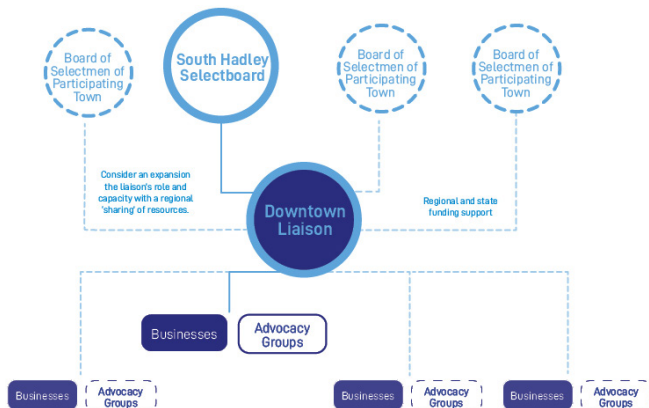 Board of
Selectmen of
Participating
Town
South Hadley
Selectboard
Board of
Selectmen of
Participating
Town
Board of
Selectmen of
Participating
Town
Consider an expansion
the liaison's role and
capacity with a regional
'sharing' of resources.
Regional and state
funding support
Downtown
Liaison
Businesses
Advocacy
Groups
Businesses
Advocacy
Groups
Businesses
Advocacy
Groups
Businesses
Advocacy
Groups